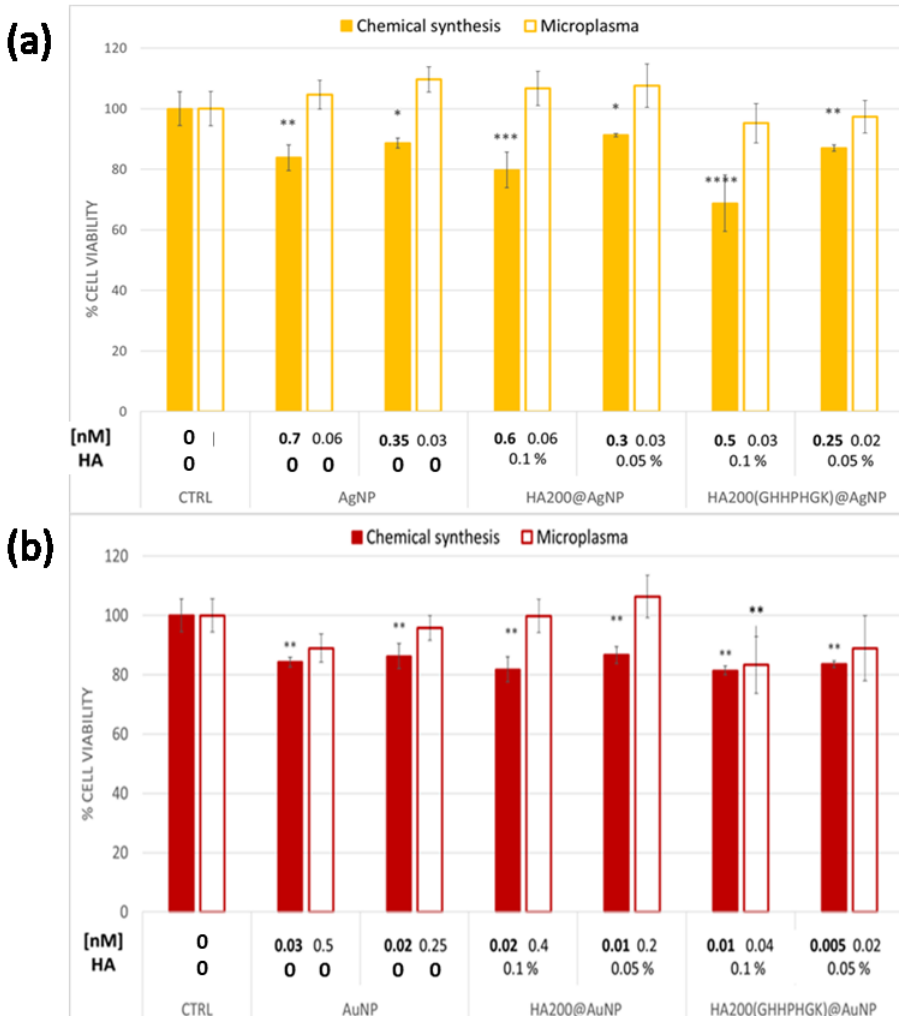 (a)
Chemical synthesis Microplasma
120
100
80
60
40
20
0
% CELL VIABILITY
** * *** * **** **
[nM] 0 | 0.7 0.06 0.35 0.03 0.6 0.06 0.3 0.03 0.5 0.03 0.25 0.02
HA 0 0 0 0 0 0.1 % 0.05 % 0.1 % 0.05 %
CTRL AgNP HA200@AgNP HA200(GHHPHGK)@AgNP
(b)
Chemical synthesis Microplasma
120
100
80
60
40
20
0
% CELL VIABILITY
** ** ** ** ** ** **
[nM] 0 0.03 0.5 0.02 0.25 0.02 0.4 0.01 0.2 0.01 0.04 0.005 0.02
HA 0 0 0 0 0 0.1 % 0.05 % 0.1 % 0.05 %
CTRL AuNP HA200@AuNP HA200(GHHPHGK)@AuNP